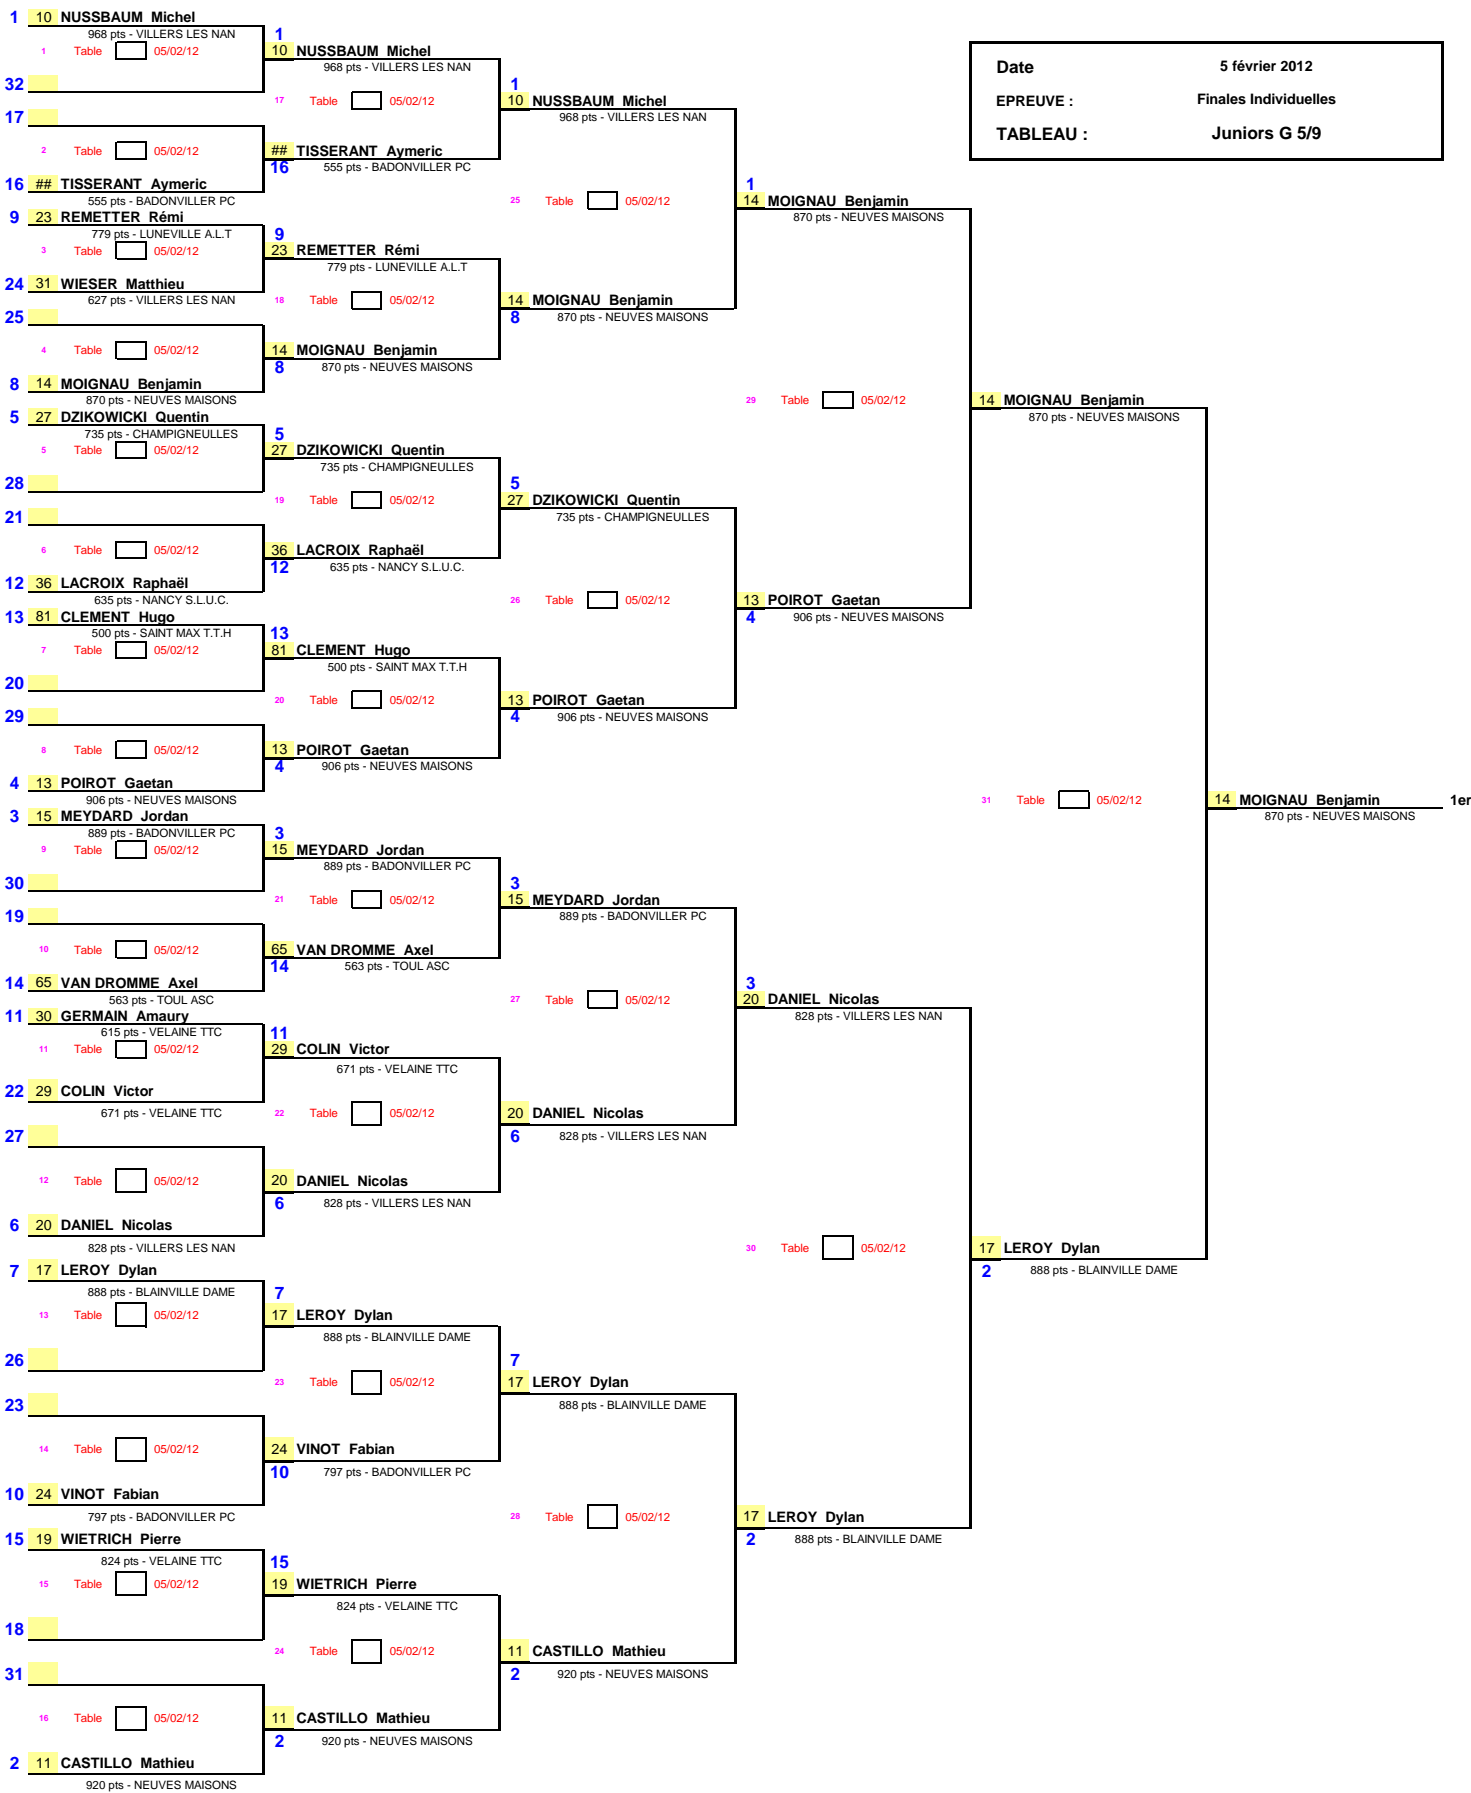 Date 5 février 2012
EPREUVE : Finales Individuelles
TABLEAU : Juniors G 5/9
1 10 NUSSBAUM Michel
968 pts - VILLERS LES NAN
1 Table 05/02/12
32
17
2 Table 05/02/12
16 ## TISSERANT Aymeric
555 pts - BADONVILLER PC
9 23 REMETTER Rémi
779 pts - LUNEVILLE A.L.T
3 Table 05/02/12
24 31 WIESER Matthieu
627 pts - VILLERS LES NAN
25
4 Table 05/02/12
8 14 MOIGNAU Benjamin
870 pts - NEUVES MAISONS
5 27 DZIKOWICKI Quentin
735 pts - CHAMPIGNEULLES
5 Table 05/02/12
28
21
6 Table 05/02/12
12 36 LACROIX Raphaël
635 pts - NANCY S.L.U.C.
13 81 CLEMENT Hugo
500 pts - SAINT MAX T.T.H
7 Table 05/02/12
20
29
8 Table 05/02/12
4 13 POIROT Gaetan
906 pts - NEUVES MAISONS
3 15 MEYDARD Jordan
889 pts - BADONVILLER PC
9 Table 05/02/12
30
19
10 Table 05/02/12
14 65 VAN DROMME Axel
563 pts - TOUL ASC
11 30 GERMAIN Amaury
615 pts - VELAINE TTC
11 Table 05/02/12
22 29 COLIN Victor
671 pts - VELAINE TTC
27
12 Table 05/02/12
6 20 DANIEL Nicolas
828 pts - VILLERS LES NAN
7 17 LEROY Dylan
888 pts - BLAINVILLE DAME
13 Table 05/02/12
26
23
14 Table 05/02/12
10 24 VINOT Fabian
797 pts - BADONVILLER PC
15 19 WIETRICH Pierre
824 pts - VELAINE TTC
15 Table 05/02/12
18
31
16 Table 05/02/12
2 11 CASTILLO Mathieu
920 pts - NEUVES MAISONS
1
10 NUSSBAUM Michel
968 pts - VILLERS LES NAN
17 Table 05/02/12
## TISSERANT Aymeric
16 555 pts - BADONVILLER PC
9
23 REMETTER Rémi
779 pts - LUNEVILLE A.L.T
18 Table 05/02/12
14 MOIGNAU Benjamin
8 870 pts - NEUVES MAISONS
5
27 DZIKOWICKI Quentin
735 pts - CHAMPIGNEULLES
19 Table 05/02/12
36 LACROIX Raphaël
12 635 pts - NANCY S.L.U.C.
13
81 CLEMENT Hugo
500 pts - SAINT MAX T.T.H
20 Table 05/02/12
13 POIROT Gaetan
4 906 pts - NEUVES MAISONS
3
15 MEYDARD Jordan
889 pts - BADONVILLER PC
21 Table 05/02/12
65 VAN DROMME Axel
14 563 pts - TOUL ASC
11
29 COLIN Victor
671 pts - VELAINE TTC
22 Table 05/02/12
20 DANIEL Nicolas
6 828 pts - VILLERS LES NAN
7
17 LEROY Dylan
888 pts - BLAINVILLE DAME
23 Table 05/02/12
24 VINOT Fabian
10 797 pts - BADONVILLER PC
15
19 WIETRICH Pierre
824 pts - VELAINE TTC
24 Table 05/02/12
11 CASTILLO Mathieu
2 920 pts - NEUVES MAISONS
1
10 NUSSBAUM Michel
968 pts - VILLERS LES NAN
25 Table 05/02/12
14 MOIGNAU Benjamin
8 870 pts - NEUVES MAISONS
5
27 DZIKOWICKI Quentin
735 pts - CHAMPIGNEULLES
26 Table 05/02/12
13 POIROT Gaetan
4 906 pts - NEUVES MAISONS
3
15 MEYDARD Jordan
889 pts - BADONVILLER PC
27 Table 05/02/12
20 DANIEL Nicolas
6 828 pts - VILLERS LES NAN
7
17 LEROY Dylan
888 pts - BLAINVILLE DAME
28 Table 05/02/12
11 CASTILLO Mathieu
2 920 pts - NEUVES MAISONS
1
14 MOIGNAU Benjamin
870 pts - NEUVES MAISONS
29 Table 05/02/12
13 POIROT Gaetan
4 906 pts - NEUVES MAISONS
3
20 DANIEL Nicolas
828 pts - VILLERS LES NAN
30 Table 05/02/12
17 LEROY Dylan
2 888 pts - BLAINVILLE DAME
14 MOIGNAU Benjamin
870 pts - NEUVES MAISONS
31 Table 05/02/12
17 LEROY Dylan
2 888 pts - BLAINVILLE DAME
14 MOIGNAU Benjamin 1er
870 pts - NEUVES MAISONS